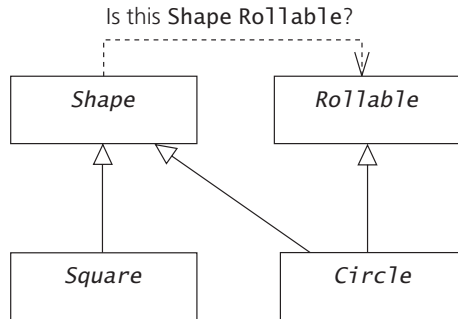 Is this Shape Rollable?
Shape
Rollable
Square
Circle